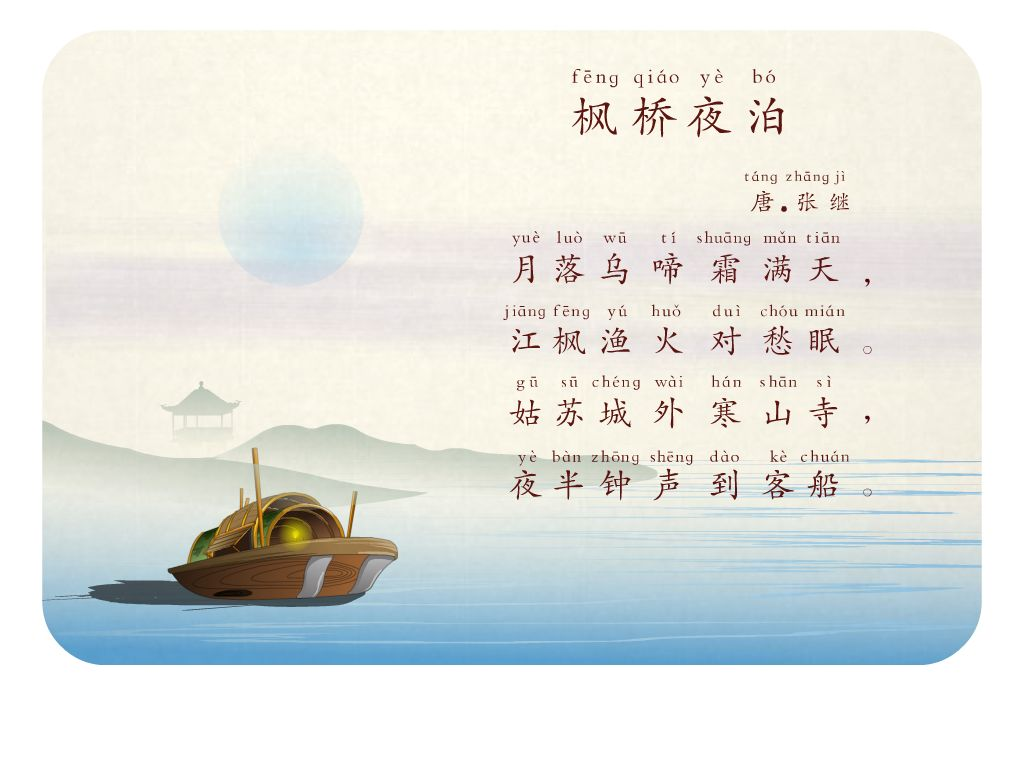 fēng qiáo yè bó
枫桥夜泊
táng zhāng jì
唐.张继
yuè luò wū tí shuāng mǎn tiān
月落乌啼霜满天，
jiāng fēng yú huǒ duì chóu mián
江枫渔火对愁眠。
gū sū chéng wài hán shān sì
姑苏城外寒山寺，
yè bàn zhōng shēng dào kè chuán
夜半钟声到客船。